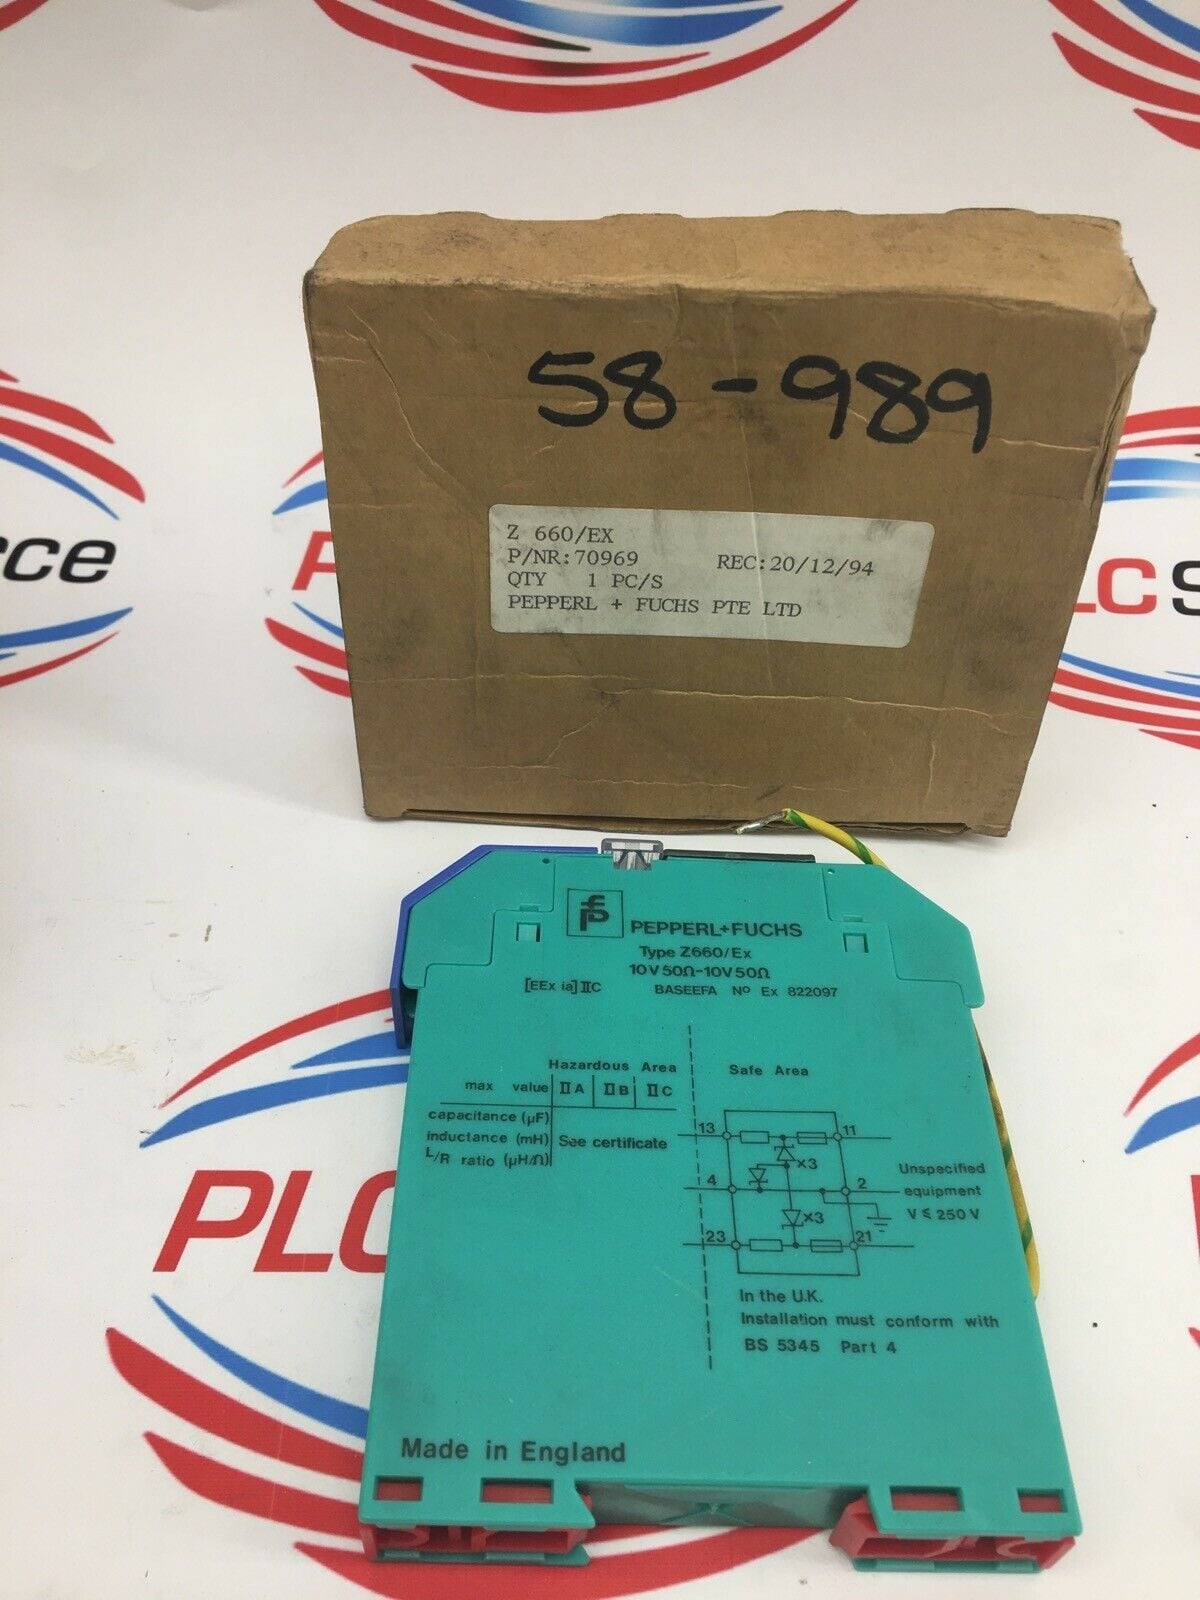 58-989
Z 660/EX
P/NR:70969 REC:20/12/94
QTY 1 PC/S
PEPPERL + FUCHS PTE LTD
rce
P
LCS
PLC
PEPPERL+FUCHS
Type Z660/Ex
10V 50Ω-10V 50Ω
[EEx ia] IIC BASEEFA Nº Ex 822097
Hazardous Area
Safe Area
max value IIA IIB IIC
capacitance (µF)
inductance (mH)
L/R ratio (µH/Ω)
See certificate
13 11
×3
4 2
×3
23 21
Unspecified
equipment
V ≤ 250 V
In the U.K.
Installation must conform with
BS 5345 Part 4
Made in England